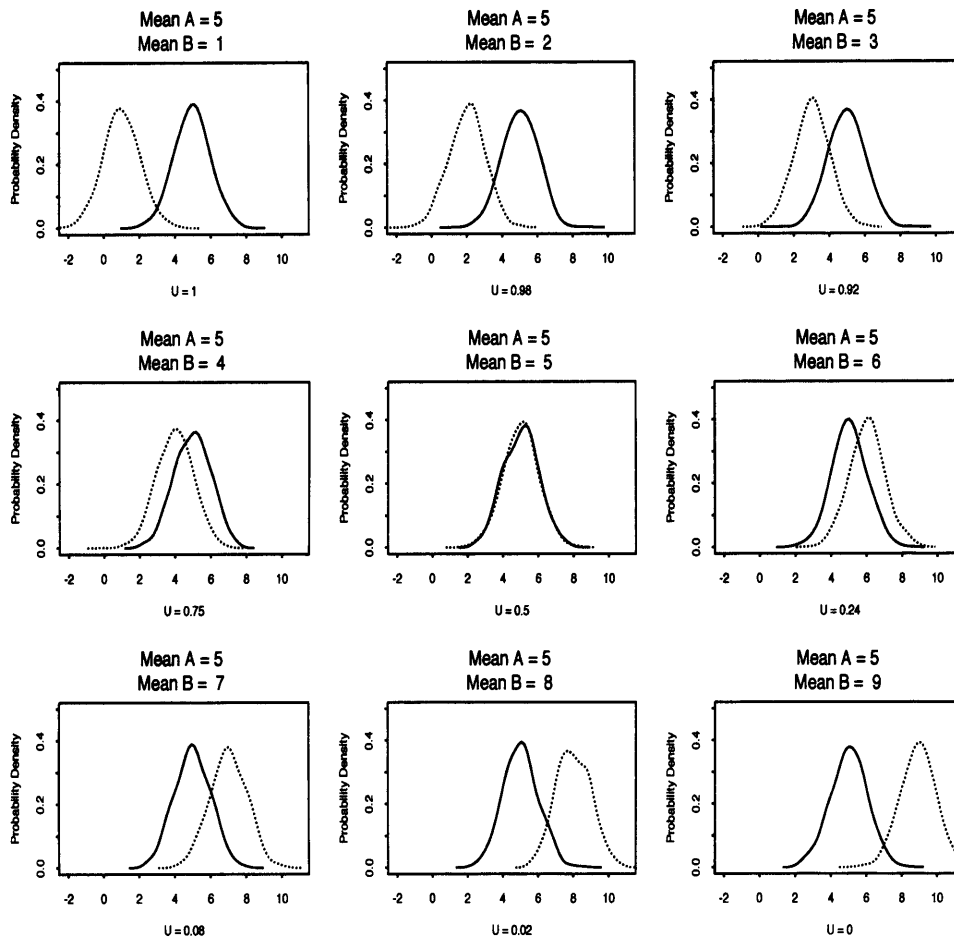 Mean A = 5
Mean B = 1
Probability Density
0.0 0.2 0.4
-2 0 2 4 6 8 10
U = 1
Mean A = 5
Mean B = 2
Probability Density
0.0 0.2 0.4
-2 0 2 4 6 8 10
U = 0.98
Mean A = 5
Mean B = 3
Probability Density
0.0 0.2 0.4
-2 0 2 4 6 8 10
U = 0.92
Mean A = 5
Mean B = 4
Probability Density
0.0 0.2 0.4
-2 0 2 4 6 8 10
U = 0.75
Mean A = 5
Mean B = 5
Probability Density
0.0 0.2 0.4
-2 0 2 4 6 8 10
U = 0.5
Mean A = 5
Mean B = 6
Probability Density
0.0 0.2 0.4
-2 0 2 4 6 8 10
U = 0.24
Mean A = 5
Mean B = 7
Probability Density
0.0 0.2 0.4
-2 0 2 4 6 8 10
U = 0.08
Mean A = 5
Mean B = 8
Probability Density
0.0 0.2 0.4
-2 0 2 4 6 8 10
U = 0.02
Mean A = 5
Mean B = 9
Probability Density
0.0 0.2 0.4
-2 0 2 4 6 8 10
U = 0